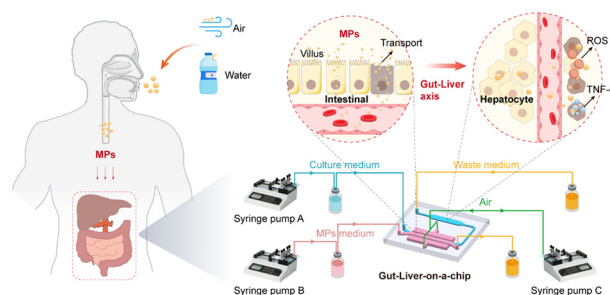 Air
Water
MPs
MPs
Villus
Transport
Intestinal
Gut-Liver
axis
Hepatocyte
ROS
Culture medium
Waste medium
Syringe pump A
Air
MPs medium
Syringe pump B
Gut-Liver-on-a-chip
Syringe pump C